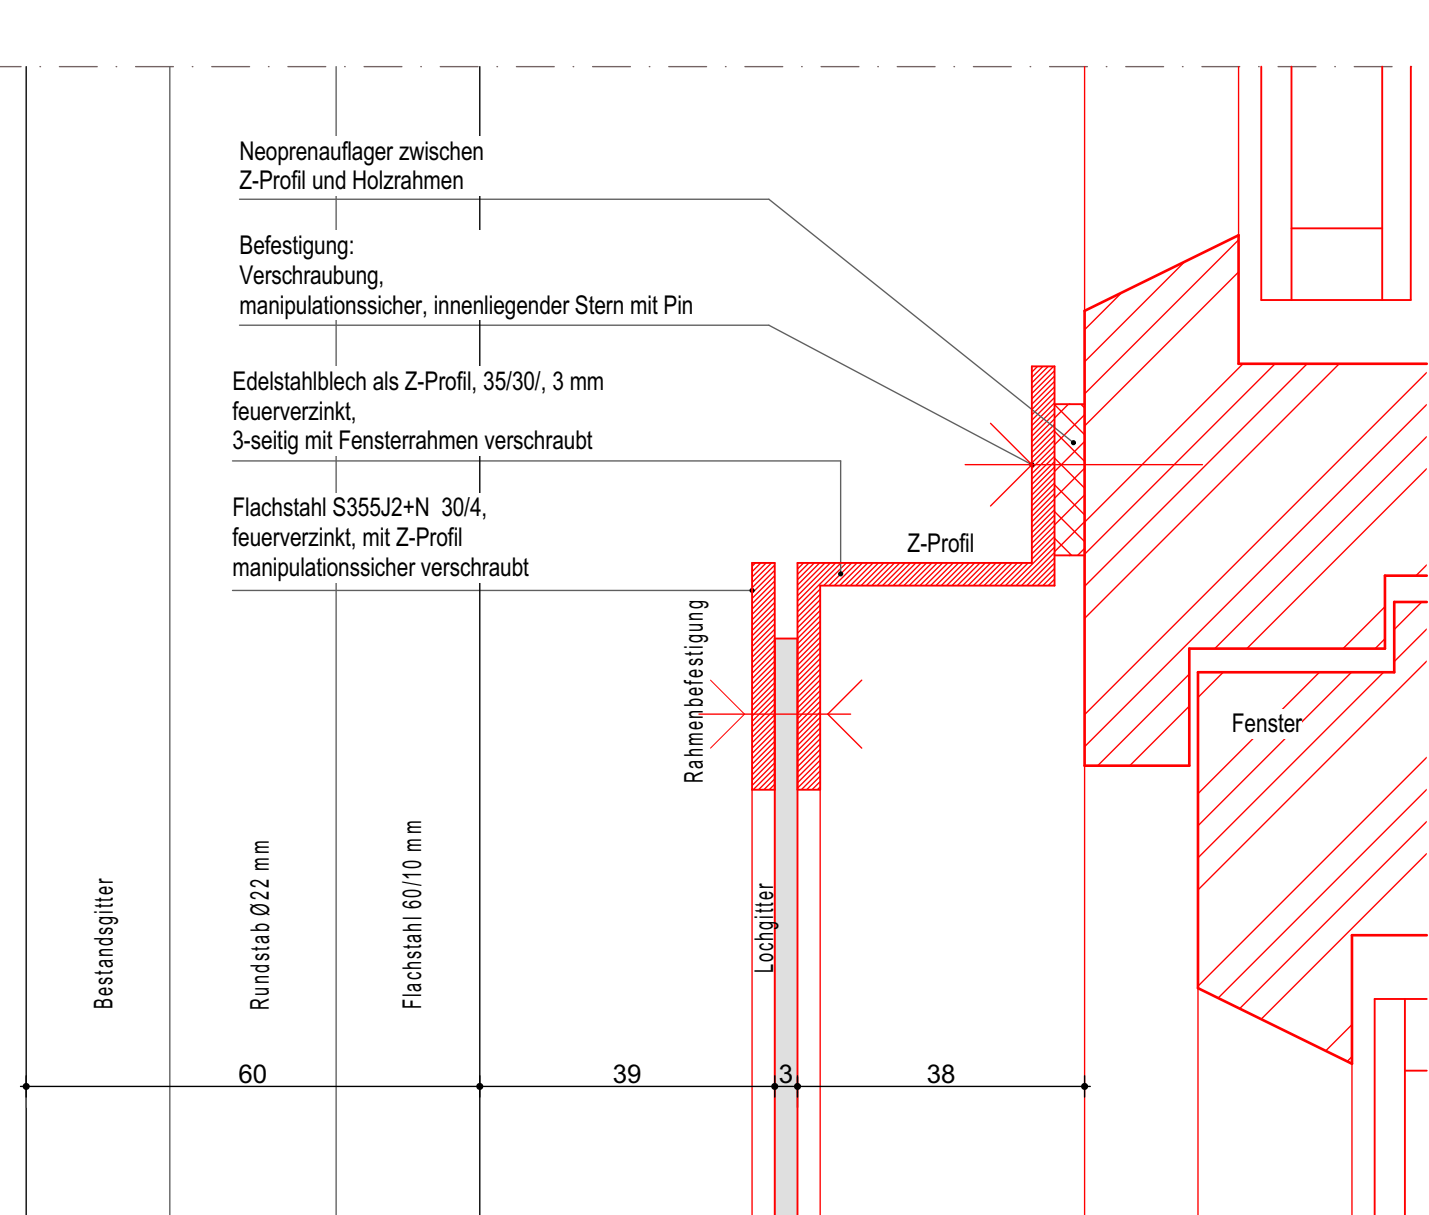 Neoprenauflager zwischen
Z-Profil und Holzrahmen
Befestigung:
Verschraubung,
manipulationssicher, innenliegender Stern mit Pin
Edelstahlblech als Z-Profil, 35/30/, 3 mm
feuerverzinkt,
3-seitig mit Fensterrahmen verschraubt
Flachstahl S355J2+N 30/4,
feuerverzinkt, mit Z-Profil
manipulationssicher verschraubt
Z-Profil
Rahmenbefestigung
Fenster
Bestandsgitter
Rundstab Ø22 mm
Flachstahl 60/10 mm
Lochgitter
60
39
3
38